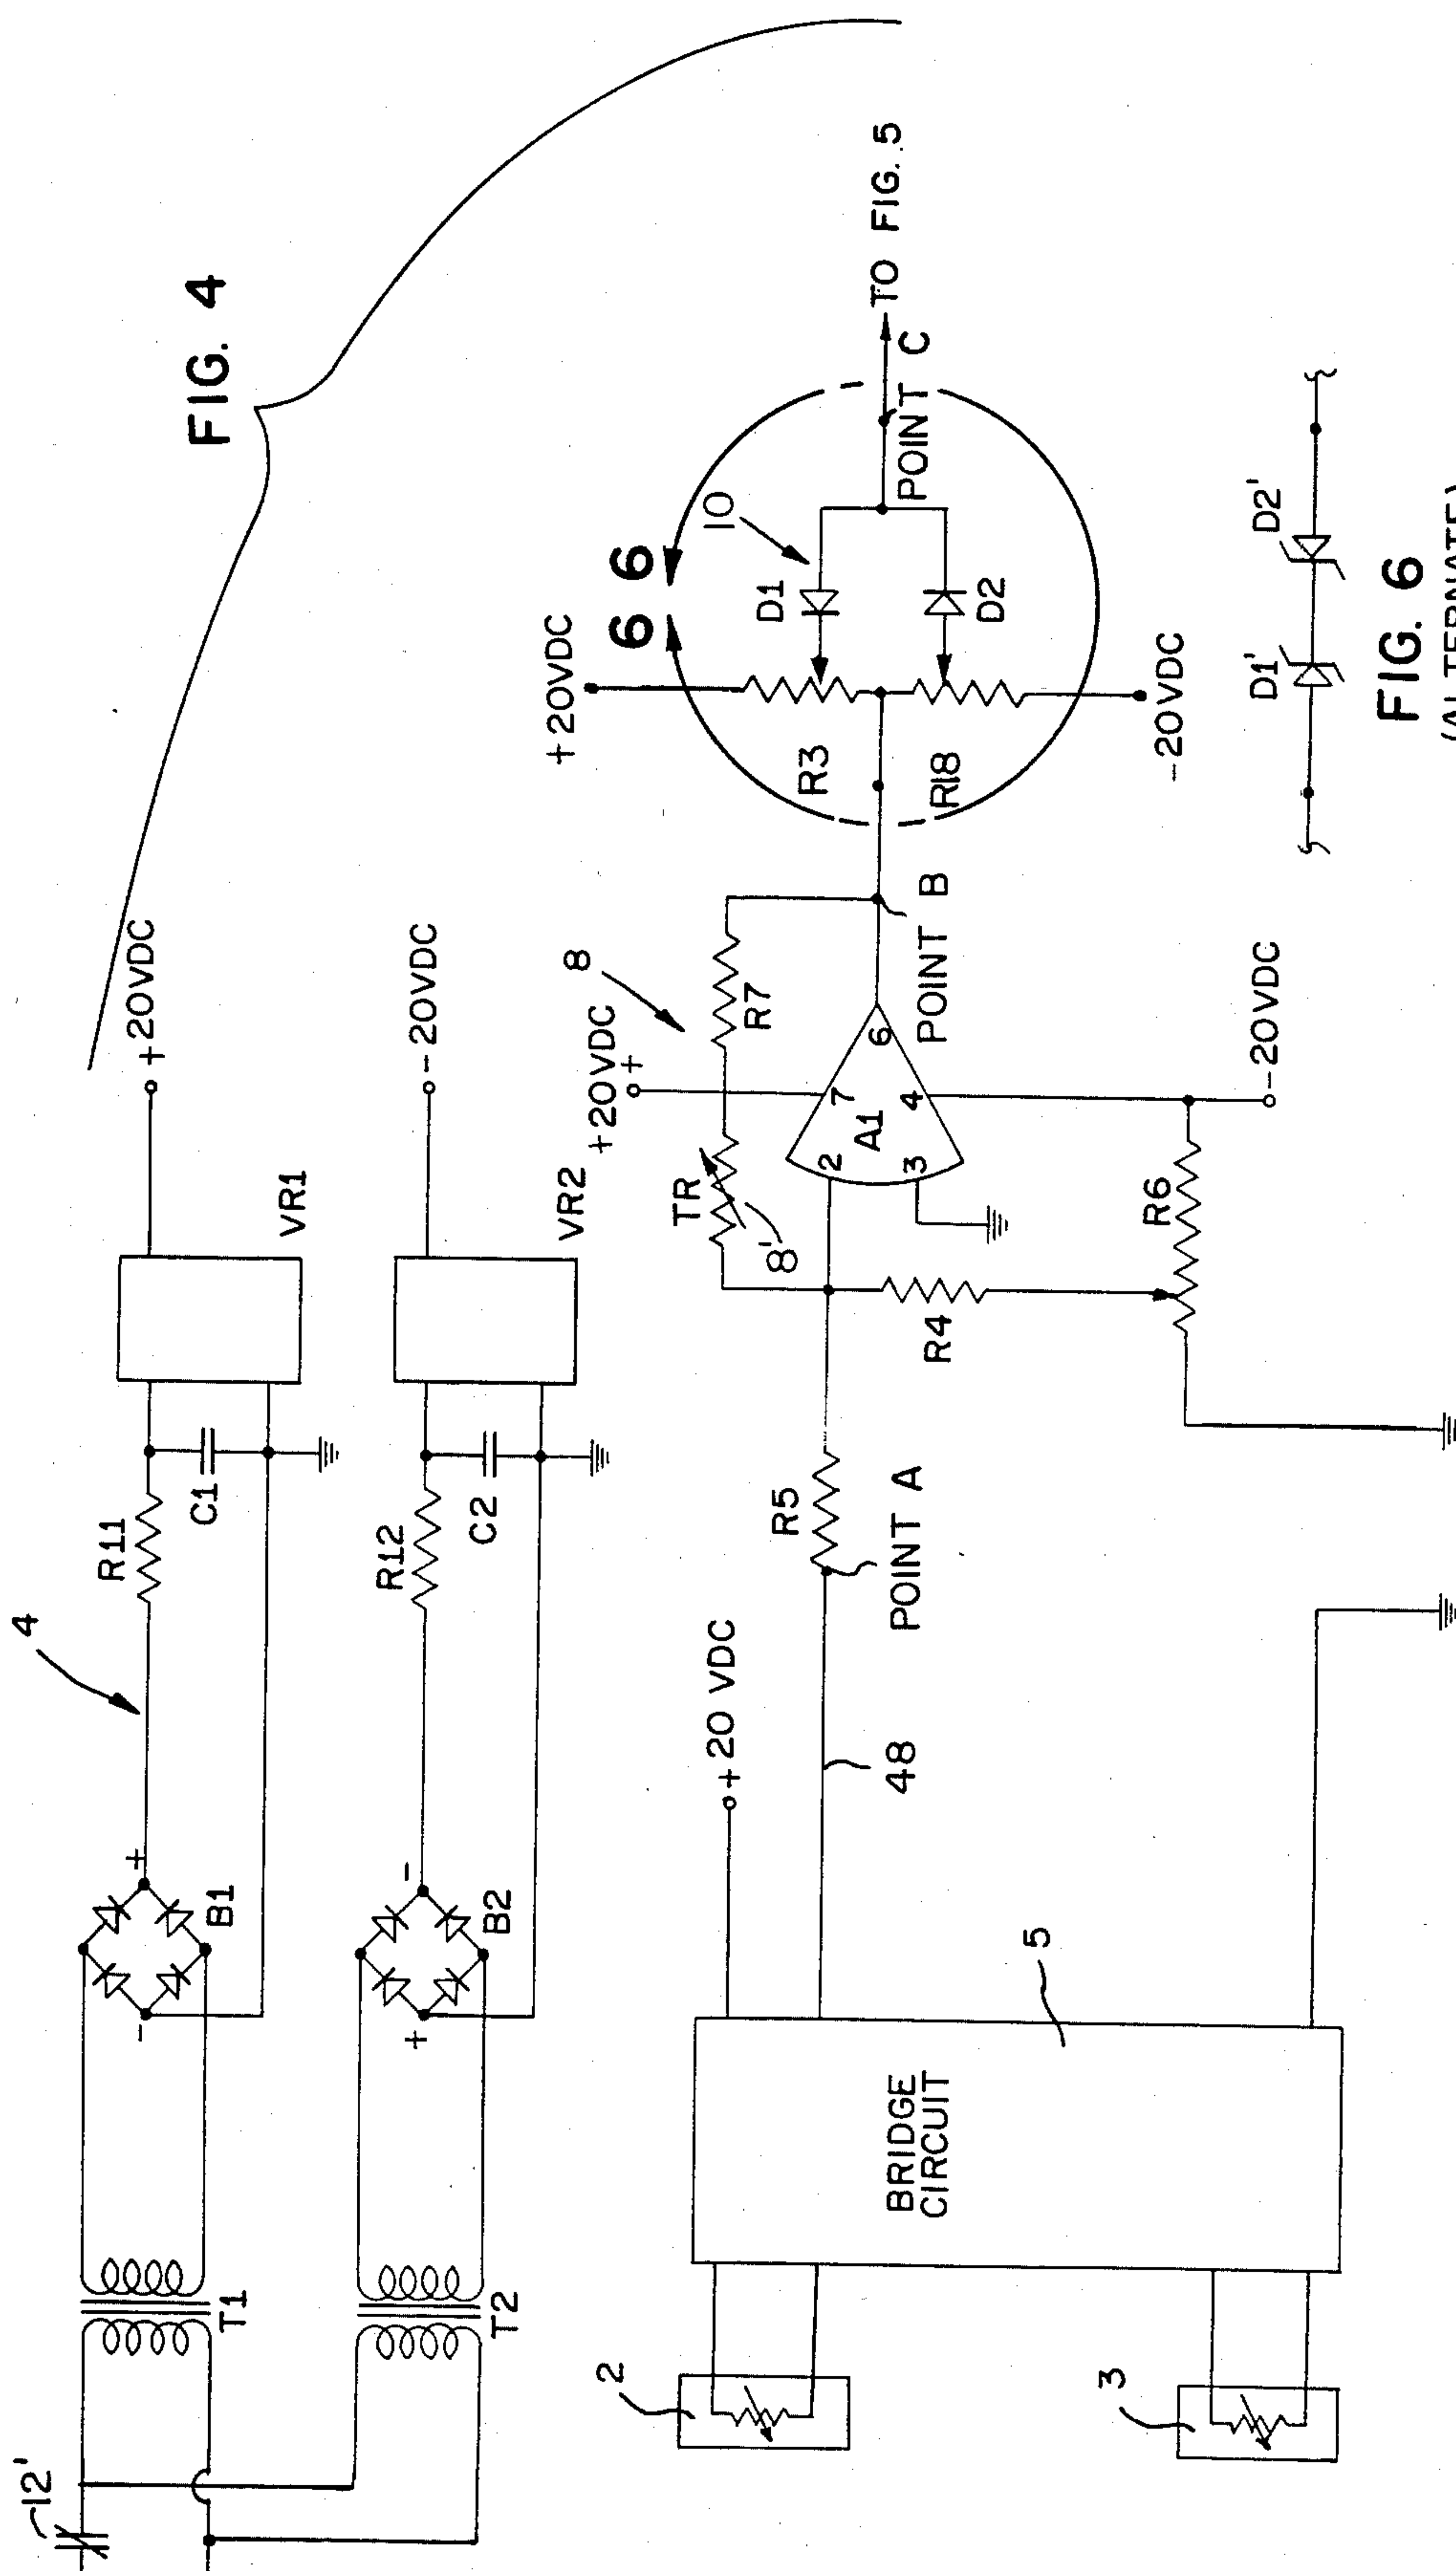 FIG. 4
12'
T1
B1
+
-
4
R11
C1
VR1
+20VDC
+
T2
B2
-
+
R12
C2
VR2
-20VDC
2
3
BRIDGE
CIRCUIT
5
+20 VDC
48
POINT A
R5
R4
R6
-20VDC
TR
8'
R7
8
+20VDC
+
A1
2
3
7
4
6
POINT B
+20VDC
6 6
R3
R18
D1
D2
10
-20VDC
POINT C
TO FIG. 5
D1'
D2'
FIG. 6
(ALTERNATE)